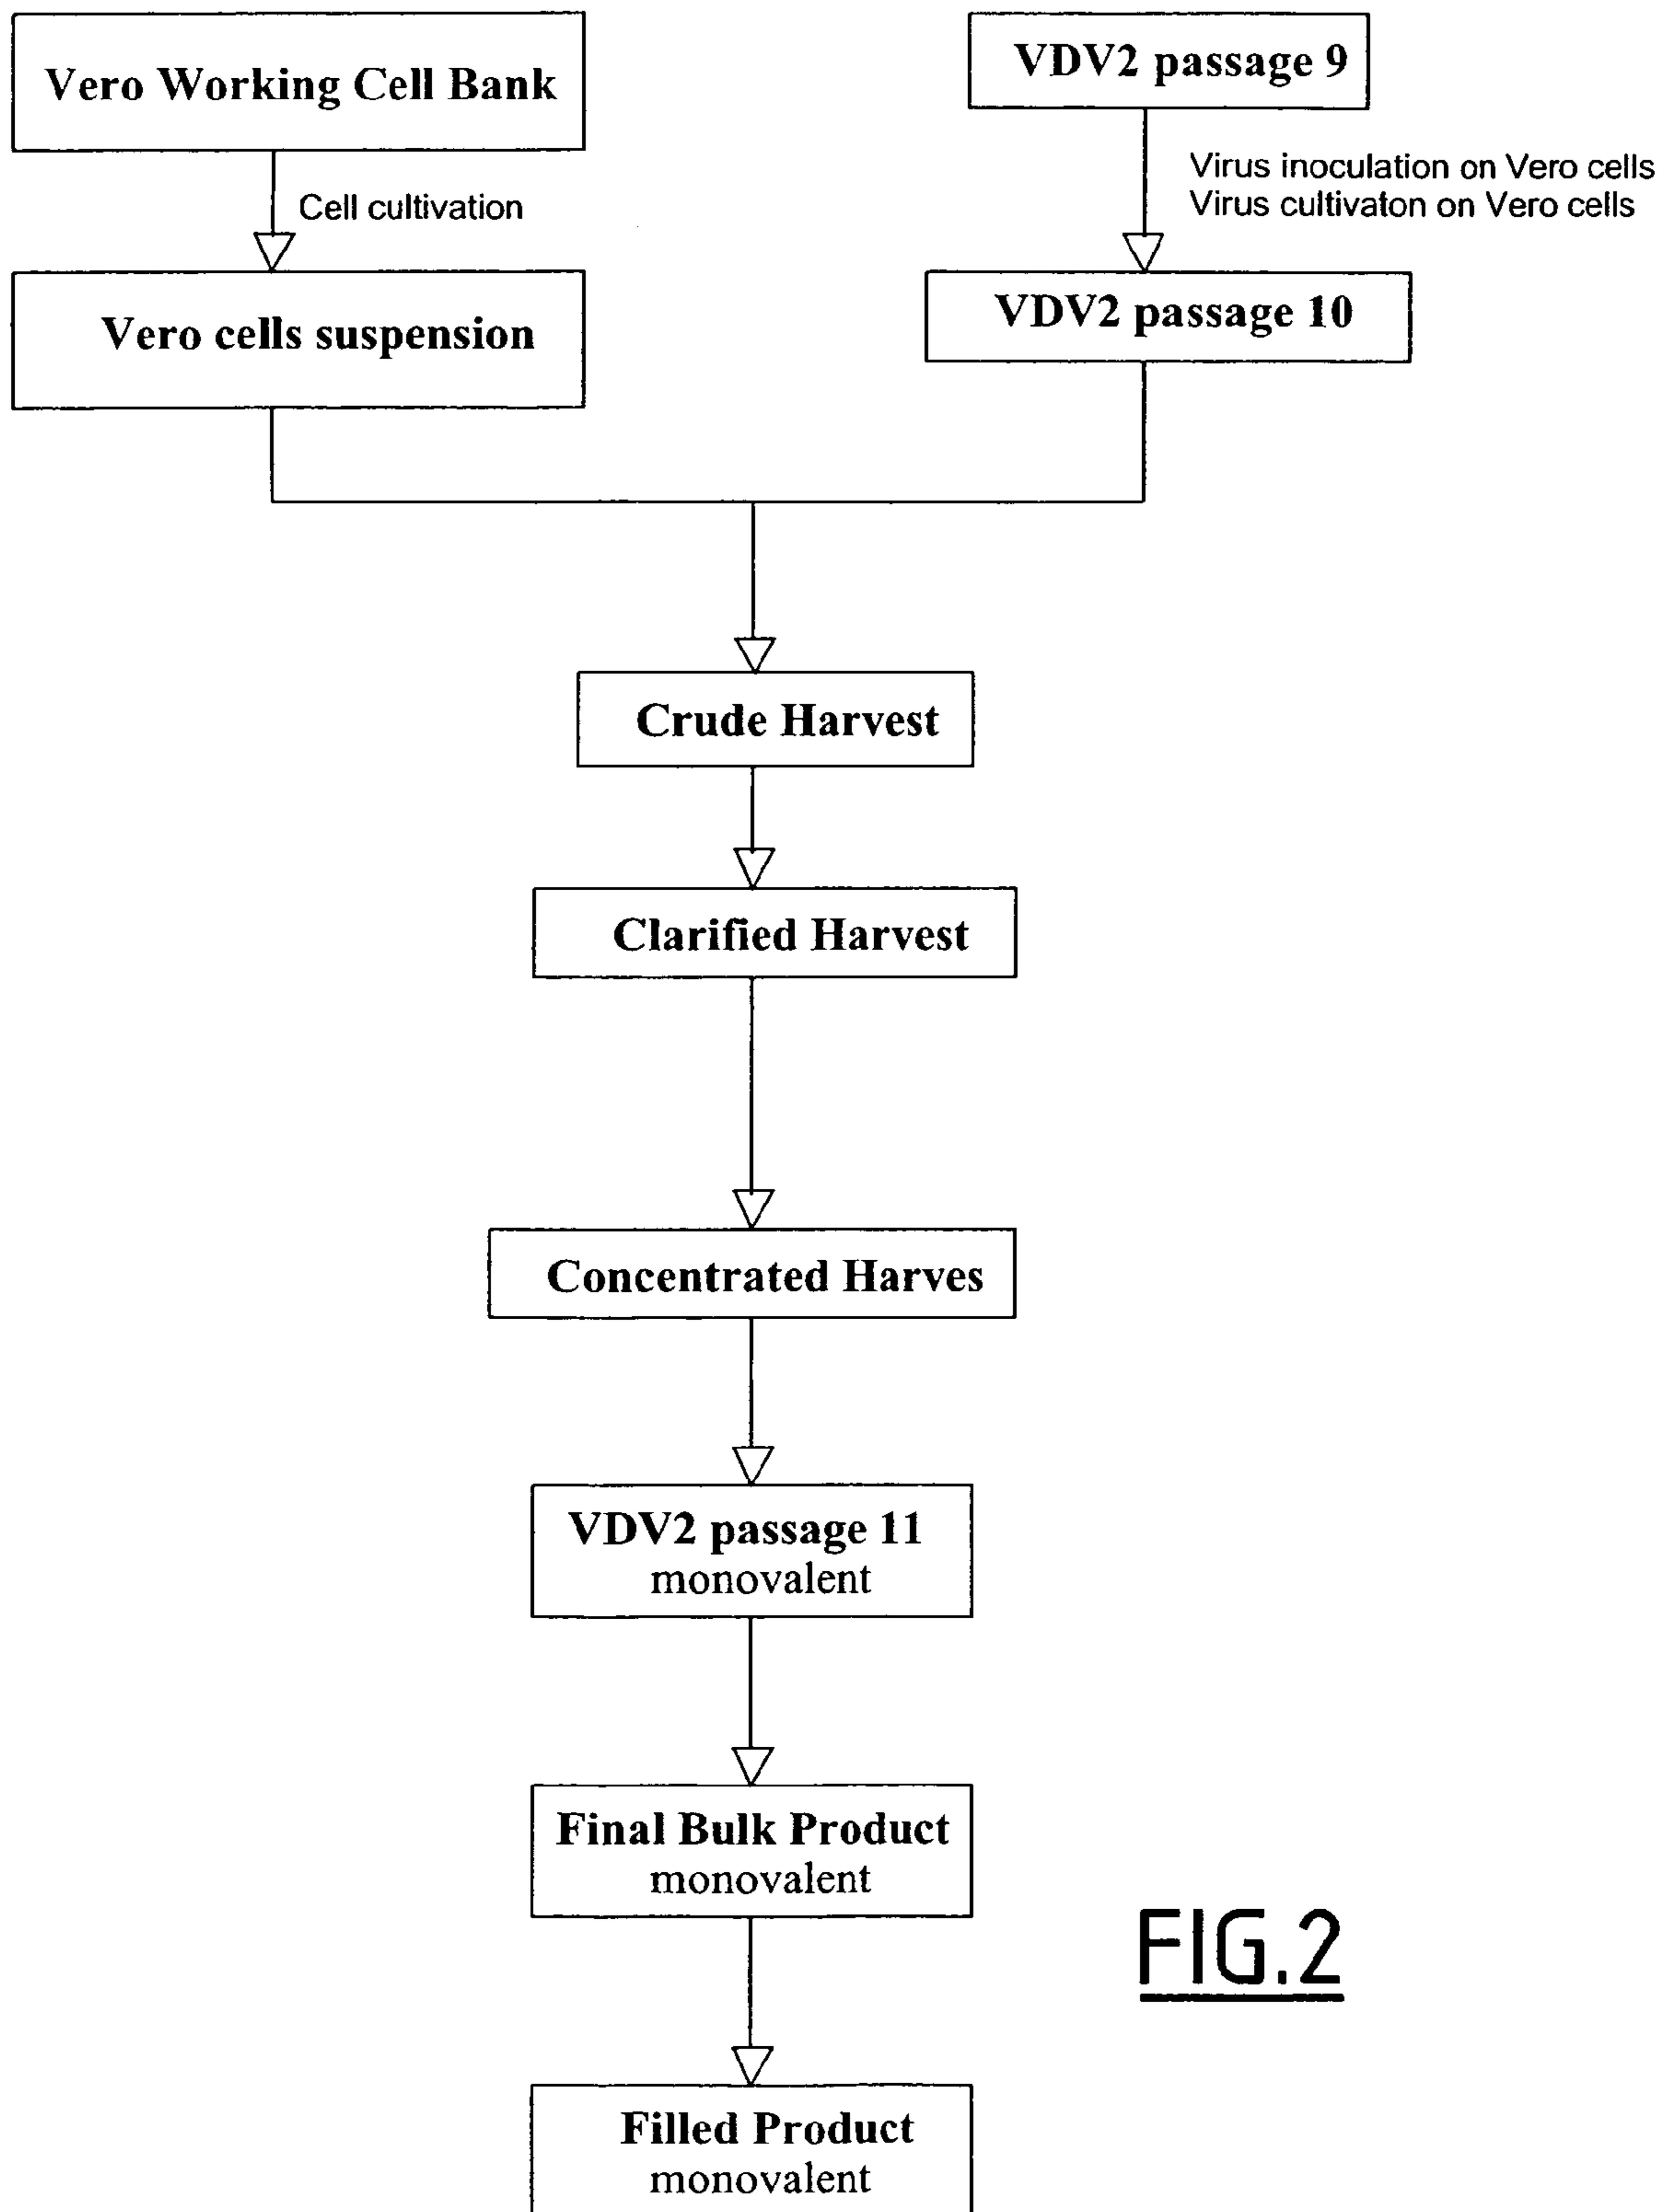 Vero Working Cell Bank
VDV2 passage 9
Cell cultivation
Virus inoculation on Vero cells
Virus cultivaton on Vero cells
Vero cells suspension
VDV2 passage 10
Crude Harvest
Clarified Harvest
Concentrated Harves
VDV2 passage 11
monovalent
Final Bulk Product
monovalent
FIG.2
Filled Product
monovalent